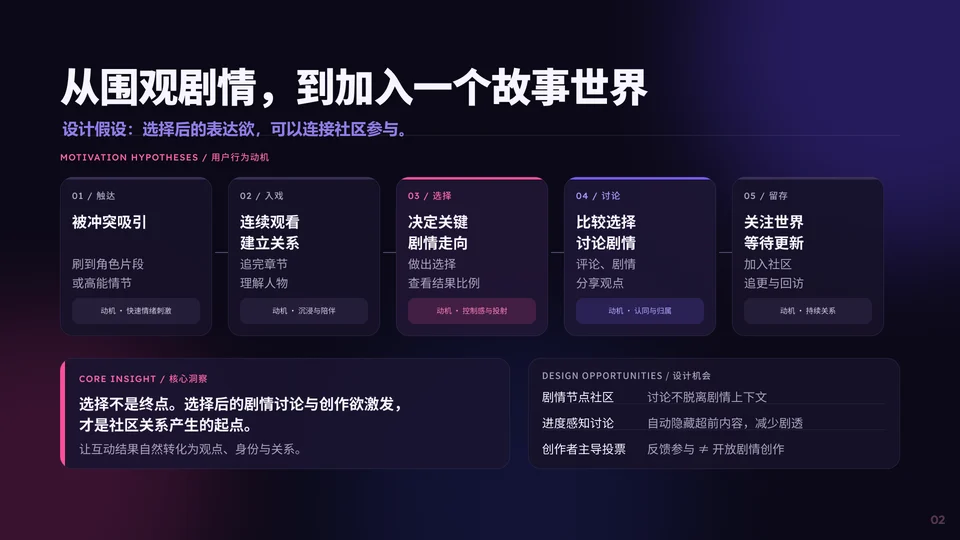 从围观剧情，到加入一个故事世界
设计假设：选择后的表达欲，可以连接社区参与。
MOTIVATION HYPOTHESES / 用户行为动机
01 / 触达
被冲突吸引
刷到角色片段
或高能情节
动机 • 快速情绪刺激
02 / 入戏
连续观看
建立关系
追完章节
理解人物
动机 • 沉浸与陪伴
03 / 选择
决定关键
剧情走向
做出选择
查看结果比例
动机 • 控制感与投射
04 / 讨论
比较选择
讨论剧情
评论、剧情
分享观点
动机 • 认同与归属
05 / 留存
关注世界
等待更新
加入社区
追更与回访
动机 • 持续关系
CORE INSIGHT / 核心洞察
选择不是终点。选择后的剧情讨论与创作欲激发，
才是社区关系产生的起点。
让互动结果自然转化为观点、身份与关系。
DESIGN OPPORTUNITIES / 设计机会
剧情节点社区 讨论不脱离剧情上下文
进度感知讨论 自动隐藏超前内容，减少剧透
创作者主导投票 反馈参与 ≠ 开放剧情创作
02